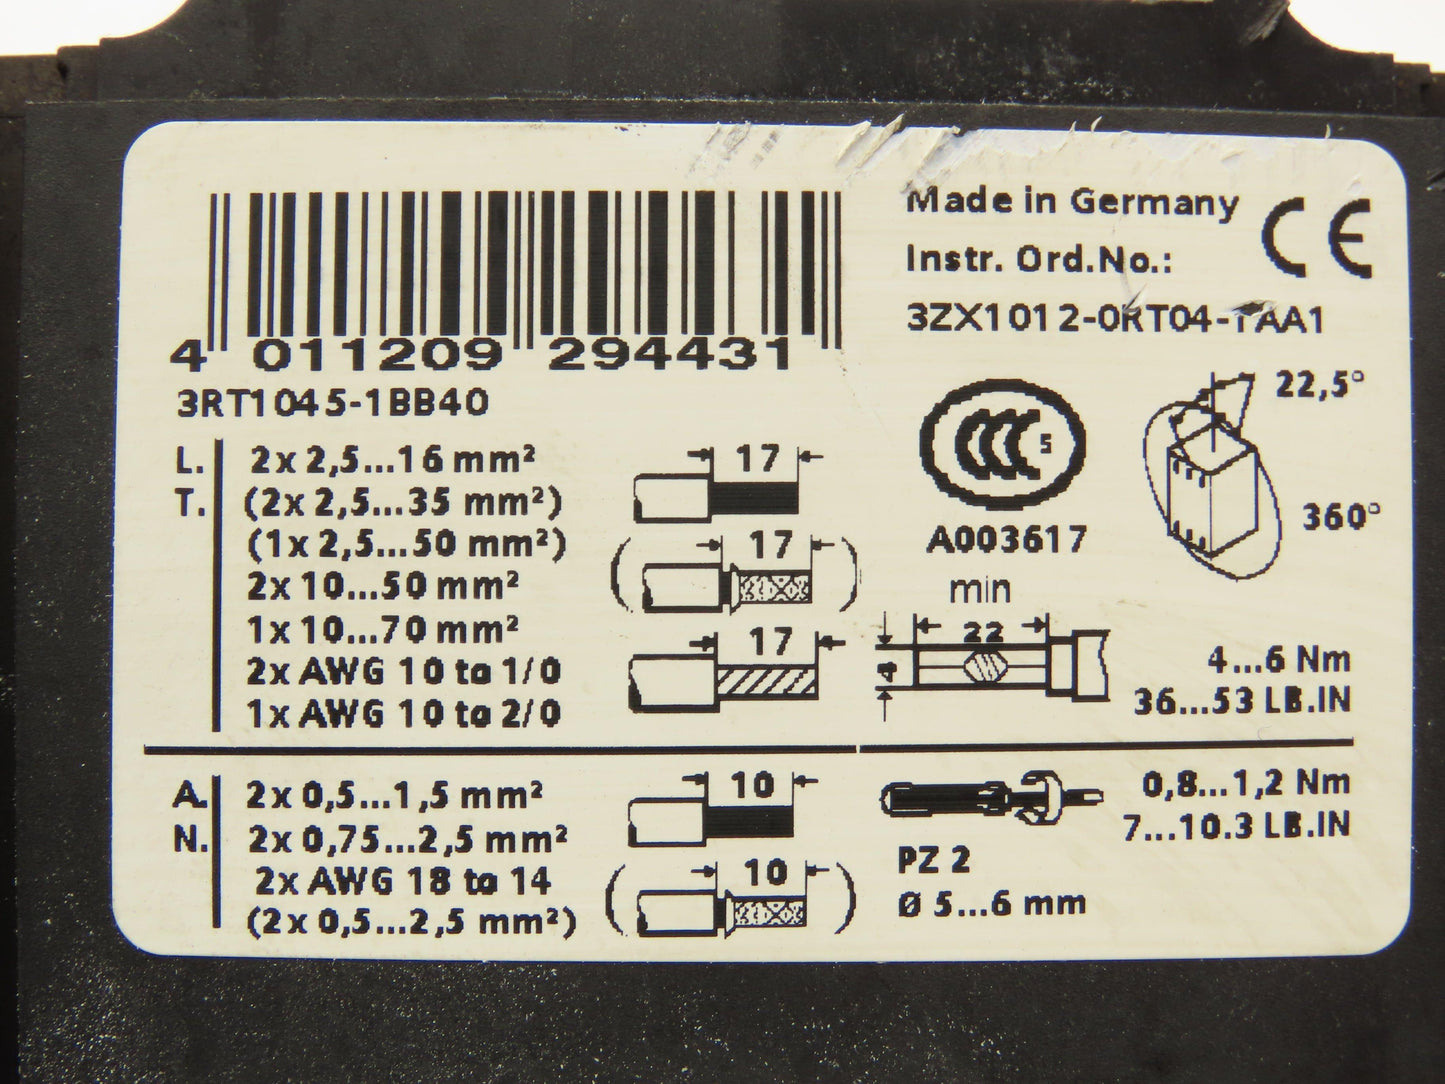 Made in Germany
CE
Instr. Ord.No.:
3ZX1012-0RT04-1AA1
4 011209 294431
3RT1045-1BB40
L. 2x 2,5...16 mm²
T. (2x 2,5...35 mm²)
(1x 2,5...50 mm²)
2x 10...50 mm²
1x 10...70 mm²
2x AWG 10 to 1/0
1x AWG 10 to 2/0
17
17
17
CCC S
A003617
22,5°
360°
min
22
4
4...6 Nm
36...53 LB.IN
A. 2x 0,5...1,5 mm²
N. 2x 0,75...2,5 mm²
2x AWG 18 to 14
(2x 0,5...2,5 mm²)
10
10
0,8...1,2 Nm
7...10.3 LB.IN
PZ 2
Ø 5...6 mm